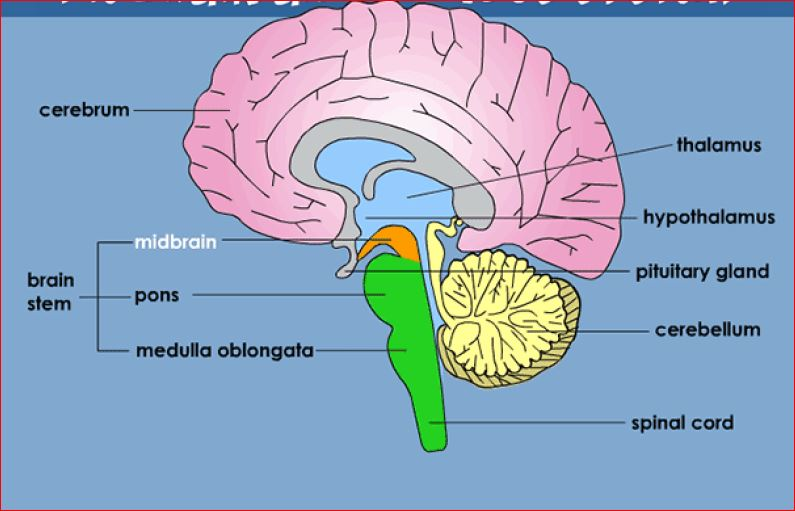 cerebrum
thalamus
hypothalamus
midbrain
brain
stem
pituitary gland
pons
cerebellum
medulla oblongata
spinal cord